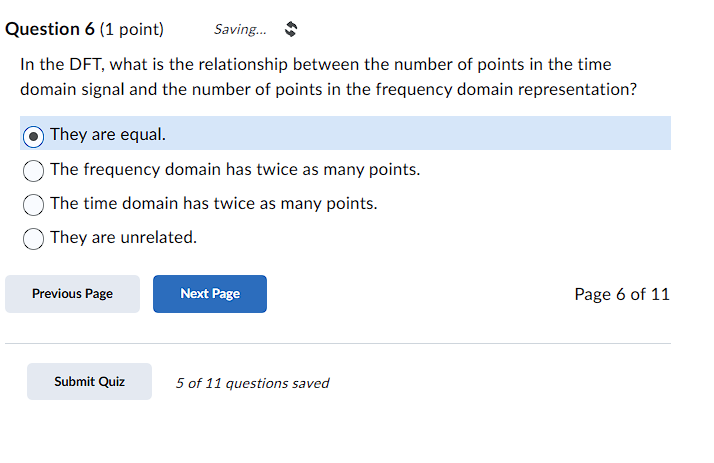 Question 6 (1 point) Saving...
In the DFT, what is the relationship between the number of points in the time
domain signal and the number of points in the frequency domain representation?
They are equal.
The frequency domain has twice as many points.
The time domain has twice as many points.
They are unrelated.
Previous Page Next Page Page 6 of 11
Submit Quiz 5 of 11 questions saved